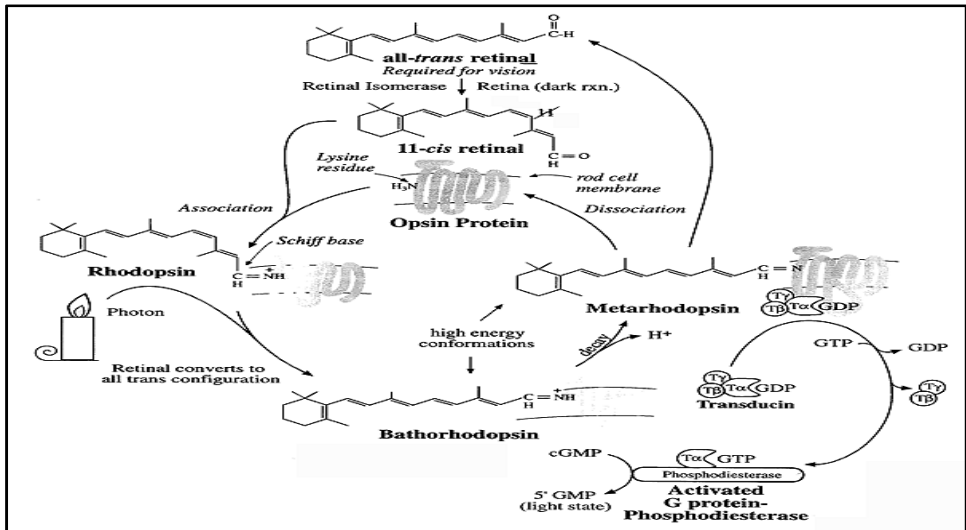 O
C-H
all-trans retinal
Required for vision
Retinal Isomerase
Retina (dark rxn.)
H
11-cis retinal
C=O
H
Lysine
residue
H₃N
rod cell
membrane
Opsin Protein
Association
Dissociation
Schiff base
Rhodopsin
C=NH
+
H
Photon
Retinal converts to
all trans configuration
high energy
conformations
C=N
H
Metarhodopsin
Tγ
Tβ
Tα
GDP
decay
H+
GTP
GDP
Tγ
Tβ
Tγ
Tβ
Tα
GDP
Transducin
C=NH
+
H
Bathorhodopsin
cGMP
5' GMP
(light state)
Tα
GTP
Phosphodiesterase
Activated
G protein-
Phosphodiesterase